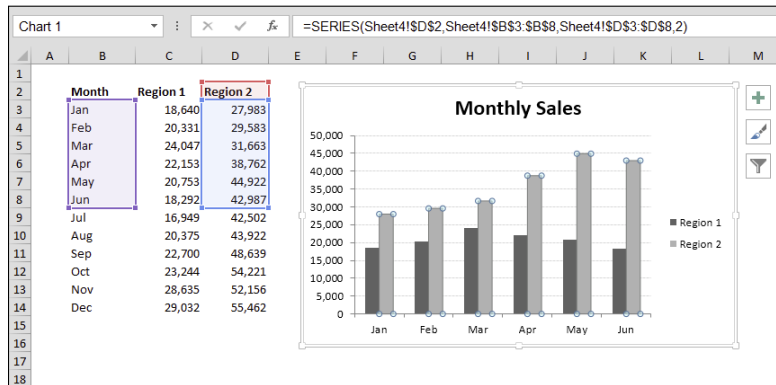 Chart 1 fx =SERIES(Sheet4!$D$2,Sheet4!$B$3:$B$8,Sheet4!$D$3:$D$8,2)
A B C D E F G H I J K L M
1
2 Month Region 1 Region 2
3 Jan 18,640 27,983
4 Feb 20,331 29,583
5 Mar 24,047 31,663
6 Apr 22,153 38,762
7 May 20,753 44,922
8 Jun 18,292 42,987
9 Jul 16,949 42,502
10 Aug 20,375 43,922
11 Sep 22,700 48,639
12 Oct 23,244 54,221
13 Nov 28,635 52,156
14 Dec 29,032 55,462
15
16
17
18
Monthly Sales
50,000
45,000
40,000
35,000
30,000
25,000
20,000
15,000
10,000
5,000
0
Jan Feb Mar Apr May Jun
Region 1
Region 2